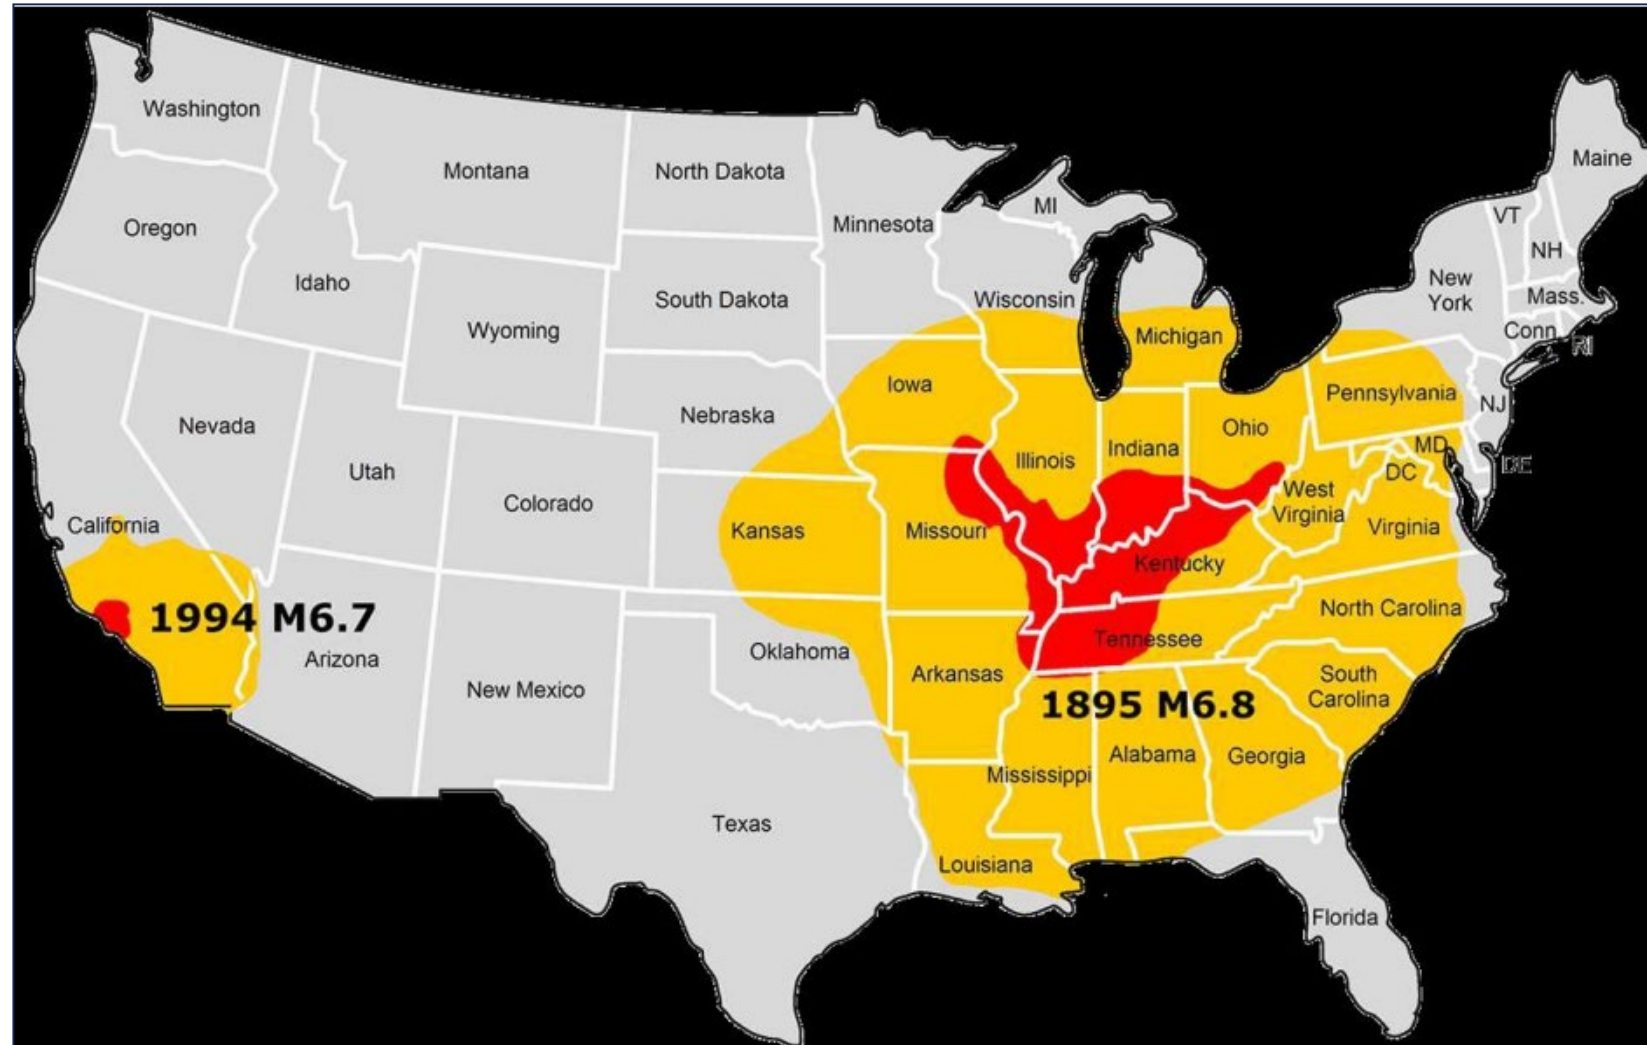 Washington
Montana
North Dakota
Minnesota
MI
Maine
VT
NH
Oregon
Idaho
South Dakota
Wisconsin
New
York
Mass.
Wyoming
Michigan
Conn.
RI
Iowa
Pennsylvania
NJ
Nevada
Nebraska
Illinois
Indiana
Ohio
MD
DE
Utah
DC
Colorado
West
Virginia
California
Kansas
Missouri
Virginia
Kentucky
1994 M6.7
North Carolina
Arizona
Oklahoma
Tennessee
New Mexico
Arkansas
South
Carolina
1895 M6.8
Mississippi
Alabama
Georgia
Texas
Louisiana
Florida